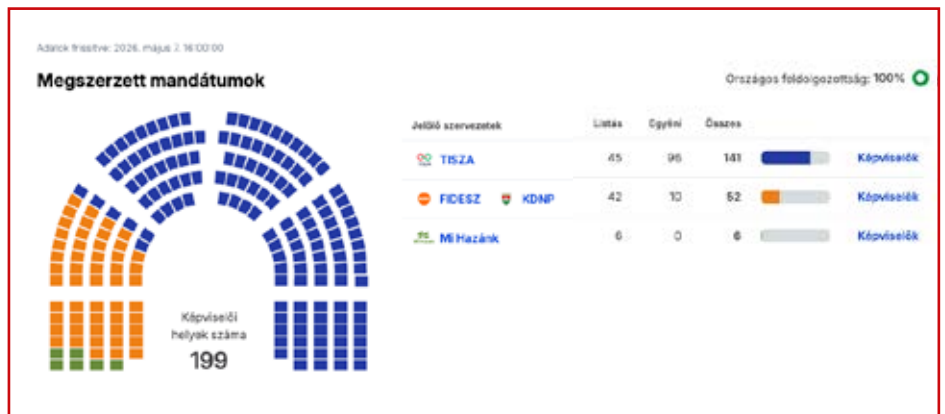 Adatok frissítve: 2026. május 7. 16:00:00
Megszerzett mandátumok
Országos feldolgozottság: 100%
Jelölő szervezetek Listás Egyéni Összes
TISZA 45 96 141 Képviselők
FIDESZ KDNP 42 10 52 Képviselők
Mi Hazánk 6 0 6 Képviselők
Képviselői
helyek száma
199